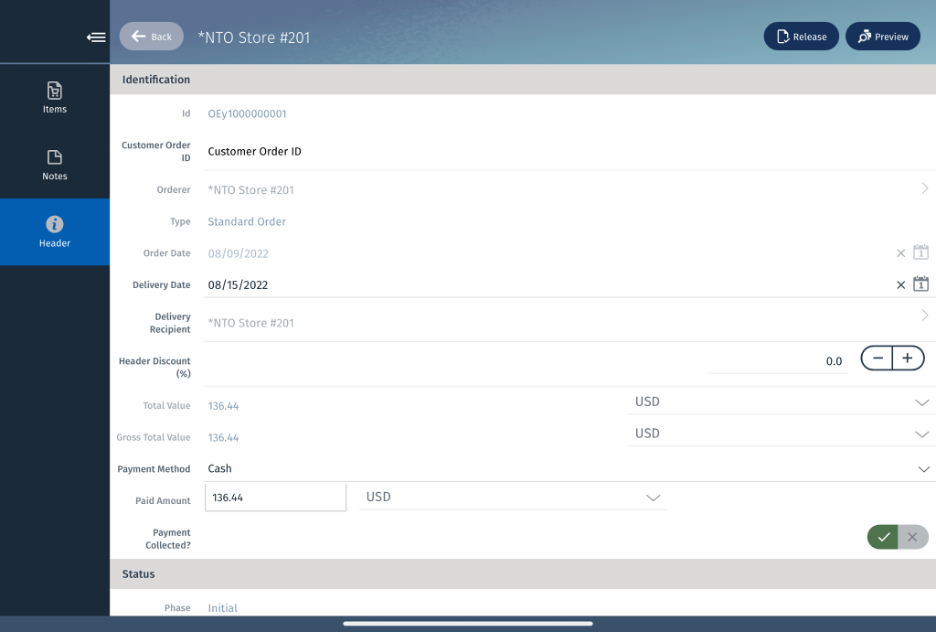 Back
*NTO Store #201
Release
Preview
Items
Notes
Header
Identification
Id
OEy1000000001
Customer Order
ID
Customer Order ID
Orderer
*NTO Store #201
Type
Standard Order
Order Date
08/09/2022
1
Delivery Date
08/15/2022
1
Delivery
Recipient
*NTO Store #201
Header Discount
(%)
0.0
− +
Total Value
136.44
USD
Gross Total Value
136.44
USD
Payment Method
Cash
Paid Amount
136.44
USD
Payment
Collected?
Status
Phase
Initial